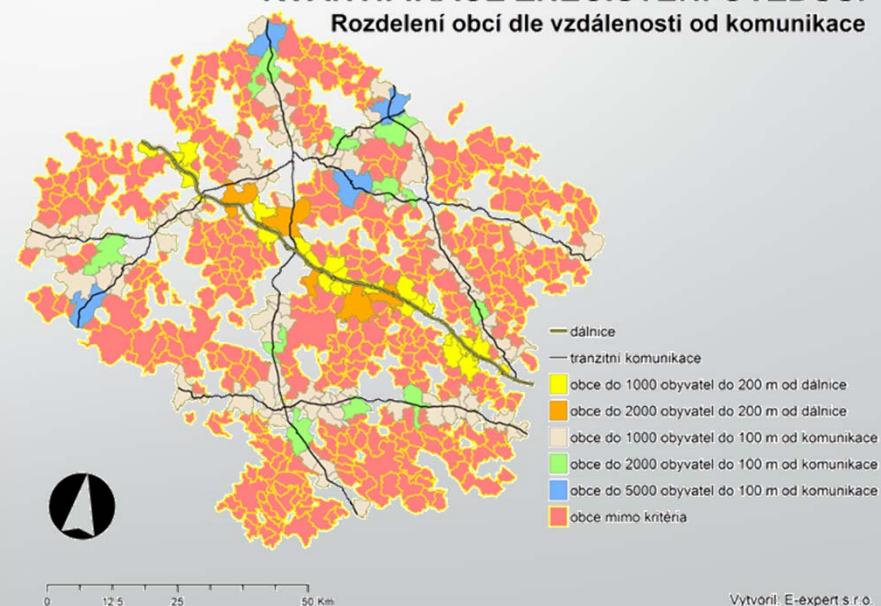 Rozdelení obcí dle vzdálenosti od komunikace
dálnice
tranzitní komunikace
obce do 1000 obyvatel do 200 m od dálnice
obce do 2000 obyvatel do 200 m od dálnice
obce do 1000 obyvatel do 100 m od komunikace
obce do 2000 obyvatel do 100 m od komunikace
obce do 5000 obyvatel do 100 m od komunikace
obce mimo kritéria
0 12.5 25 50 Km
Vytvoril: E-expert s.r.o.